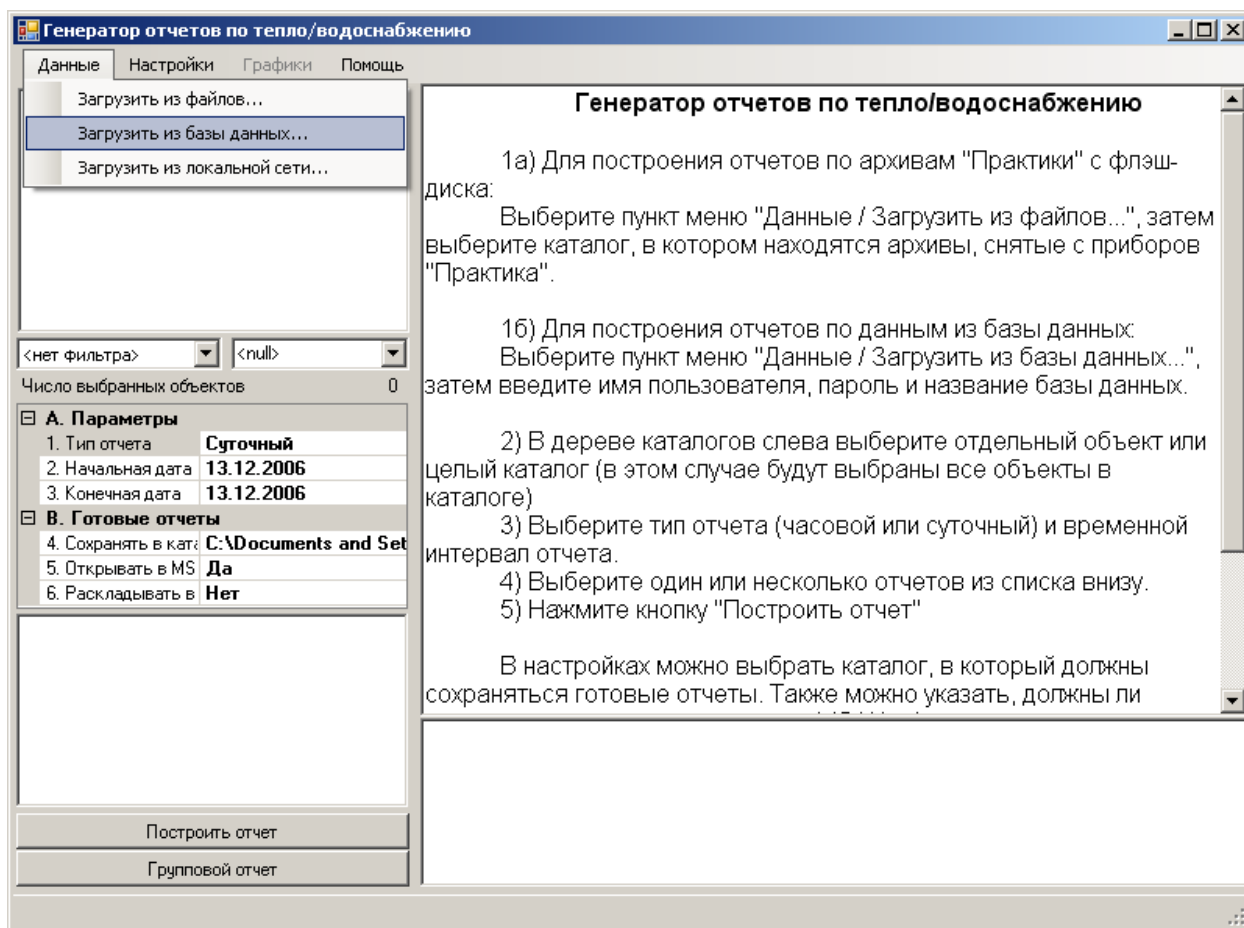 Генератор отчетов по тепло/водоснабжению
Данные Настройки Графики Помощь
Загрузить из файлов...
Загрузить из базы данных...
Загрузить из локальной сети...
<нет фильтра> <null>
Число выбранных объектов 0
А. Параметры
1. Тип отчета Суточный
2. Начальная дата 13.12.2006
3. Конечная дата 13.12.2006
В. Готовые отчеты
4. Сохранять в ката C:\Documents and Set
5. Открывать в MS Да
6. Раскладывать в Нет
Построить отчет
Групповой отчет
Генератор отчетов по тепло/водоснабжению
1а) Для построения отчетов по архивам "Практики" с флэш-
диска:
Выберите пункт меню "Данные / Загрузить из файлов...", затем
выберите каталог, в котором находятся архивы, снятые с приборов
"Практика".
1б) Для построения отчетов по данным из базы данных:
Выберите пункт меню "Данные / Загрузить из базы данных...",
затем введите имя пользователя, пароль и название базы данных.
2) В дереве каталогов слева выберите отдельный объект или
целый каталог (в этом случае будут выбраны все объекты в
каталоге)
3) Выберите тип отчета (часовой или суточный) и временной
интервал отчета.
4) Выберите один или несколько отчетов из списка внизу.
5) Нажмите кнопку "Построить отчет"
В настройках можно выбрать каталог, в который должны
сохраняться готовые отчеты. Также можно указать, должны ли